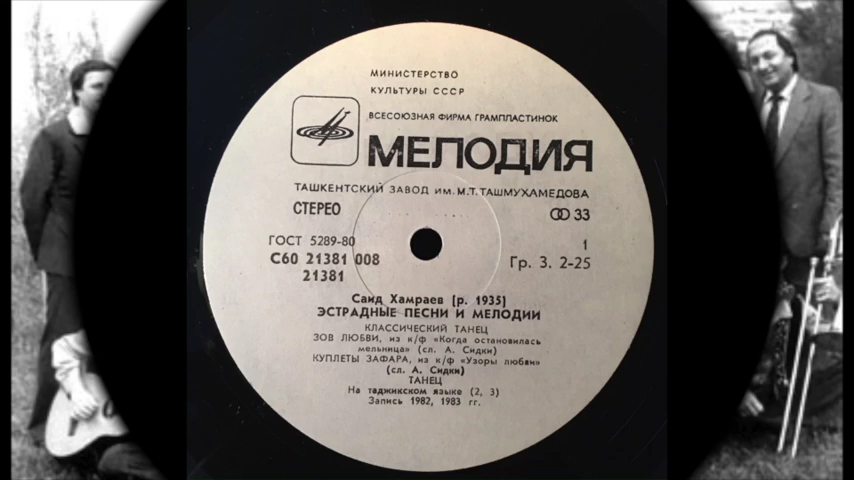 МИНИСТЕРСТВО
КУЛЬТУРЫ СССР
ВСЕСОЮЗНАЯ ФИРМА ГРАМПЛАСТИНОК
МЕЛОДИЯ
ТАШКЕНТСКИЙ ЗАВОД ИМ. М.Т. ТАШМУХАМЕДОВА
СТЕРЕО
33
ГОСТ 5289-80
1
С60 21381 008
Гр. 3. 2-25
21381
Саид Хамраев [р. 1935]
ЭСТРАДНЫЕ ПЕСНИ И МЕЛОДИИ
КЛАССИЧЕСКИЙ ТАНЕЦ
ЗОВ ЛЮБВИ, из к/ф «Когда остановилась
мельница» (сл. А. Сидки)
КУПЛЕТЫ ЗАФАРА, из к/ф «Узоры любви»
(сл. А. Сидки)
ТАНЕЦ
На таджикском языке (2, 3)
Запись 1982, 1983 гг.